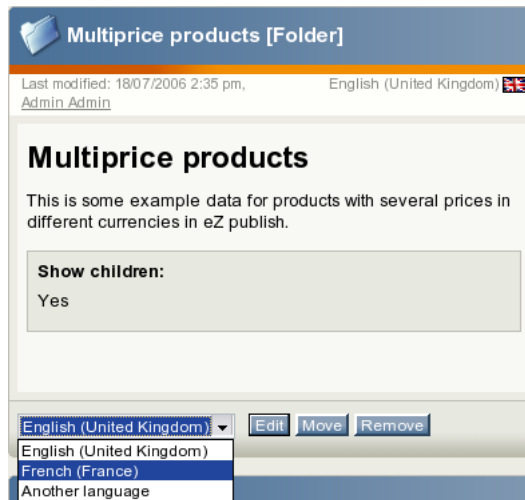 Multiprice products [Folder]
Last modified: 18/07/2006 2:35 pm, English (United Kingdom)
Admin Admin
Multiprice products
This is some example data for products with several prices in
different currencies in eZ publish.
Show children:
Yes
English (United Kingdom) Edit Move Remove
English (United Kingdom)
French (France)
Another language